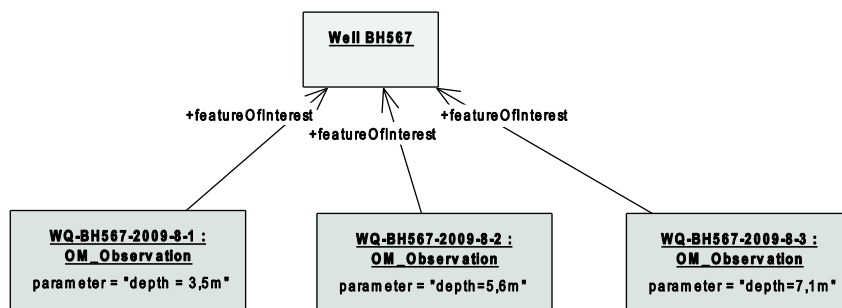 Well BH567
+featureOfInterest
+featureOfInterest
+featureOfInterest
WQ-BH567-2009-8-1 :
OM_Observation
parameter = "depth = 3,5m"
WQ-BH567-2009-8-2 :
OM_Observation
parameter = "depth=5,6m"
WQ-BH567-2009-8-3 :
OM_Observation
parameter = "depth=7,1m"